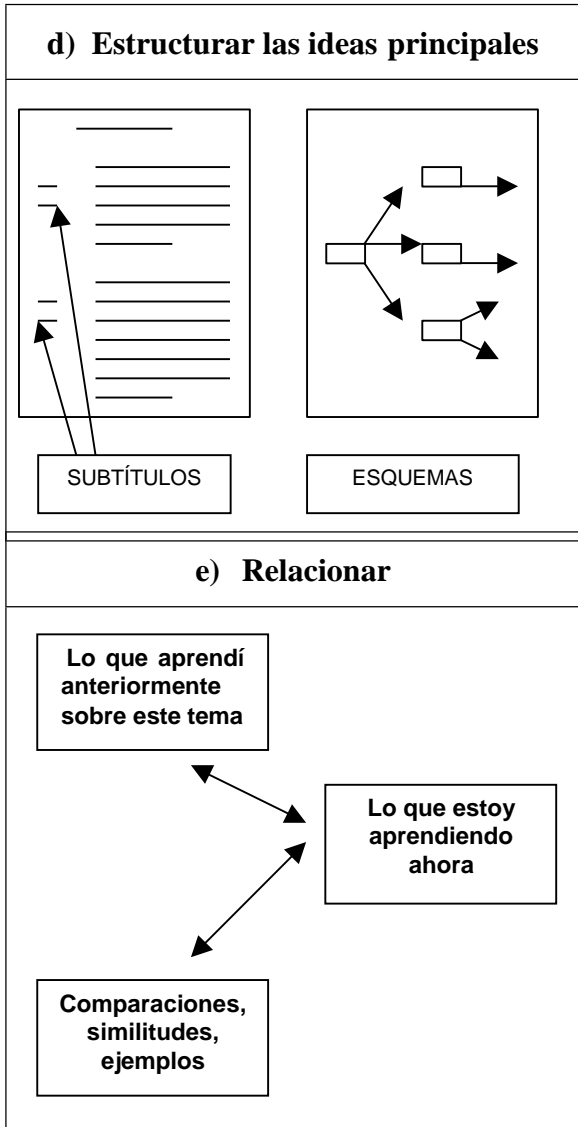 d) Estructurar las ideas principales
SUBTÍTULOS
ESQUEMAS
e) Relacionar
Lo que aprendí
anteriormente
sobre este tema
Lo que estoy
aprendiendo
ahora
Comparaciones,
similitudes,
ejemplos